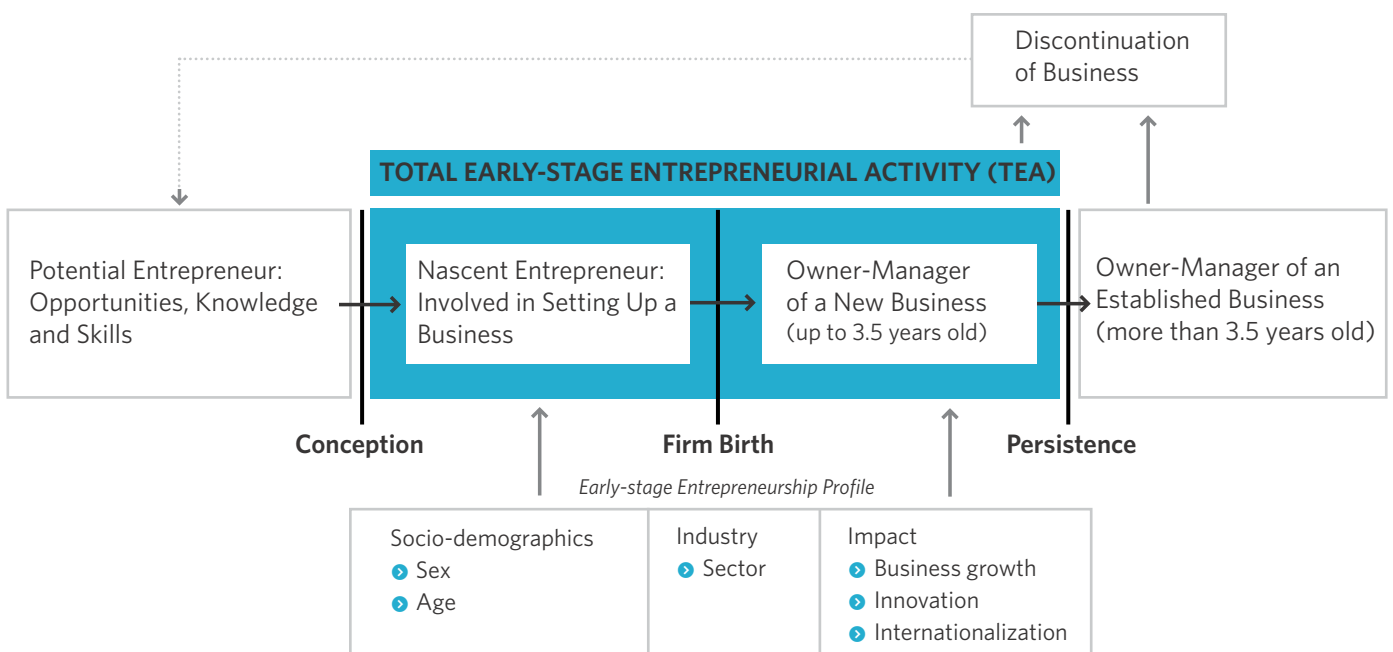 Discontinuation
of Business
TOTAL EARLY-STAGE ENTREPRENEURIAL ACTIVITY (TEA)
Potential Entrepreneur:
Opportunities, Knowledge
and Skills
Nascent Entrepreneur:
Involved in Setting Up a
Business
Owner-Manager
of a New Business
(up to 3.5 years old)
Owner-Manager of an
Established Business
(more than 3.5 years old)
Conception
Firm Birth
Persistence
Early-stage Entrepreneurship Profile
Socio-demographics
Sex
Age
Industry
Sector
Impact
Business growth
Innovation
Internationalization